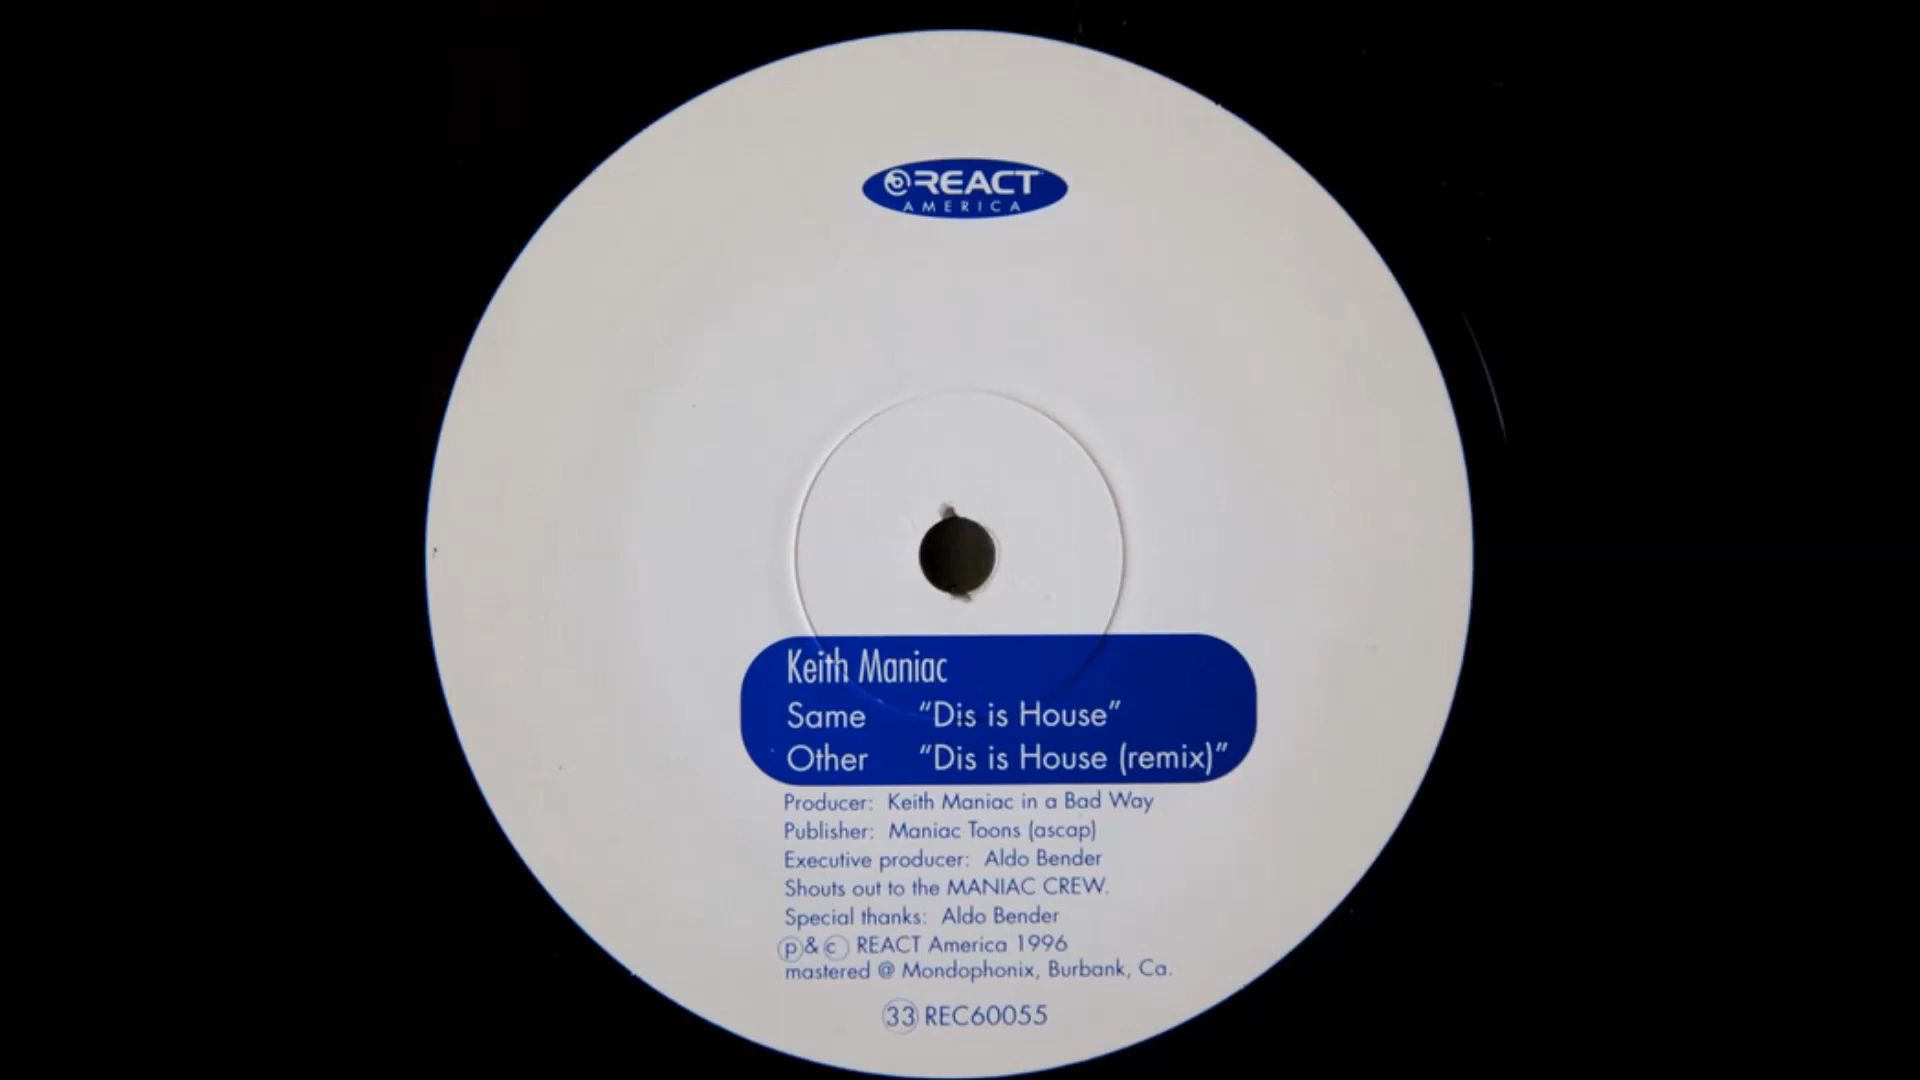 REACT
AMERICA
Keith Maniac
Same "Dis is House"
Other "Dis is House (remix)"
Producer: Keith Maniac in a Bad Way
Publisher: Maniac Toons (ascap)
Executive producer: Aldo Bender
Shouts out to the MANIAC CREW.
Special thanks: Aldo Bender
ⓟ&ⓒ REACT America 1996
mastered @ Mondophonix, Burbank, Ca.
33 REC60055